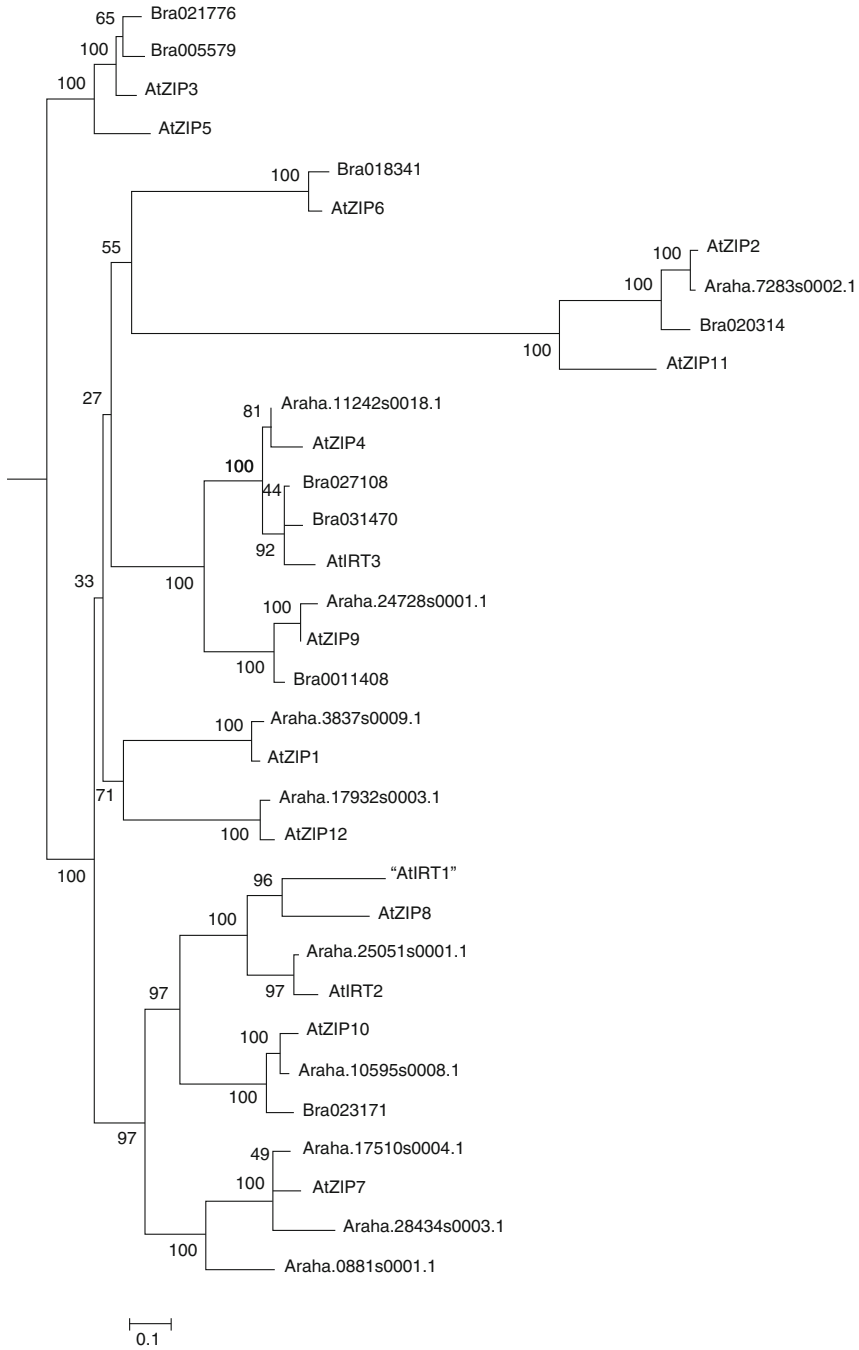 65
Bra021776
Bra005579
100
AtZIP3
100
AtZIP5
100
Bra018341
AtZIP6
55
100
AtZIP2
100
Araha.7283s0002.1
Bra020314
100
AtZIP11
27
81
Araha.11242s0018.1
AtZIP4
100
44
Bra027108
Bra031470
92
AtIRT3
33
100
100
Araha.24728s0001.1
AtZIP9
100
Bra0011408
100
Araha.3837s0009.1
AtZIP1
71
Araha.17932s0003.1
100
AtZIP12
100
96
“AtIRT1”
100
AtZIP8
Araha.25051s0001.1
97
97
AtIRT2
100
AtZIP10
Araha.10595s0008.1
100
Bra023171
97
49
Araha.17510s0004.1
100
AtZIP7
Araha.28434s0003.1
100
Araha.0881s0001.1
0.1